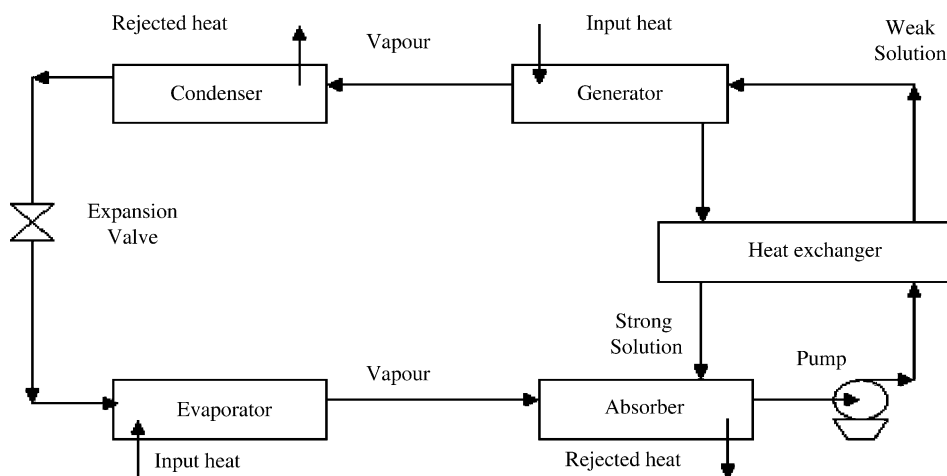 Rejected heat
Vapour
Input heat
Weak
Solution
Condenser
Generator
Expansion
Valve
Heat exchanger
Strong
Solution
Pump
Vapour
Evaporator
Absorber
Input heat
Rejected heat